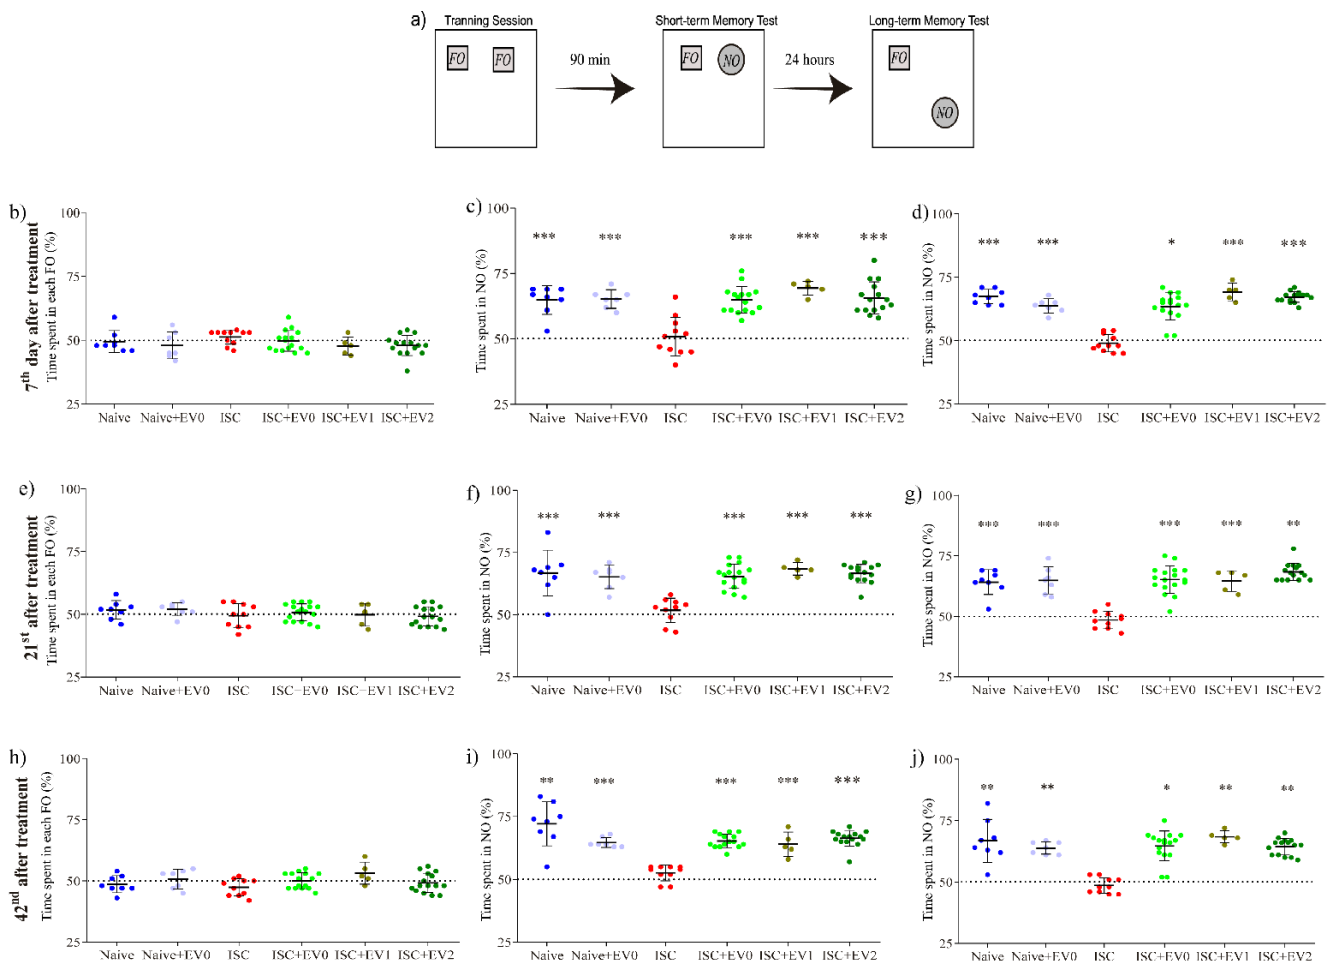 a)
Tranning Session
Short-term Memory Test
Long-term Memory Test
FO FO
90 min
FO NO
24 hours
FO
NO
7th day after treatment
b)
Time spent in each FO (%)
100
75
50
25
Naive Naive+EV0 ISC ISC+EV0 ISC+EV1 ISC+EV2
c)
Time spent in NO (%)
100
75
50
25
*** *** *** *** ***
Naive Naive+EV0 ISC ISC+EV0 ISC+EV1 ISC+EV2
d)
Time spent in NO (%)
100
75
50
25
*** *** * *** ***
Naive Naive+EV0 ISC ISC+EV0 ISC+EV1 ISC+EV2
21st after treatment
e)
Time spent in each FO (%)
100
75
50
25
Naive Naive+EV0 ISC ISC−EV0 ISC−EV1 ISC+EV2
f)
Time spent in NO (%)
100
75
50
25
*** *** *** *** ***
Naive Naive+EV0 ISC ISC+EV0 ISC+EV1 ISC+EV2
g)
Time spent in NO (%)
100
75
50
25
*** *** *** *** **
Naive Naive+EV0 ISC ISC+EV0 ISC+EV1 ISC+EV2
42nd after treatment
h)
Time spent in each FO (%)
100
75
50
25
Naive Naive+EV0 ISC ISC+EV0 ISC+EV1 ISC+EV2
i)
Time spent in NO (%)
100
75
50
25
** *** *** *** ***
Naive Naive+EV0 ISC ISC+EV0 ISC+EV1 ISC+EV2
j)
Time spent in NO (%)
100
75
50
25
** ** * ** **
Naive Naive+EV0 ISC ISC+EV0 ISC+EV1 ISC+EV2